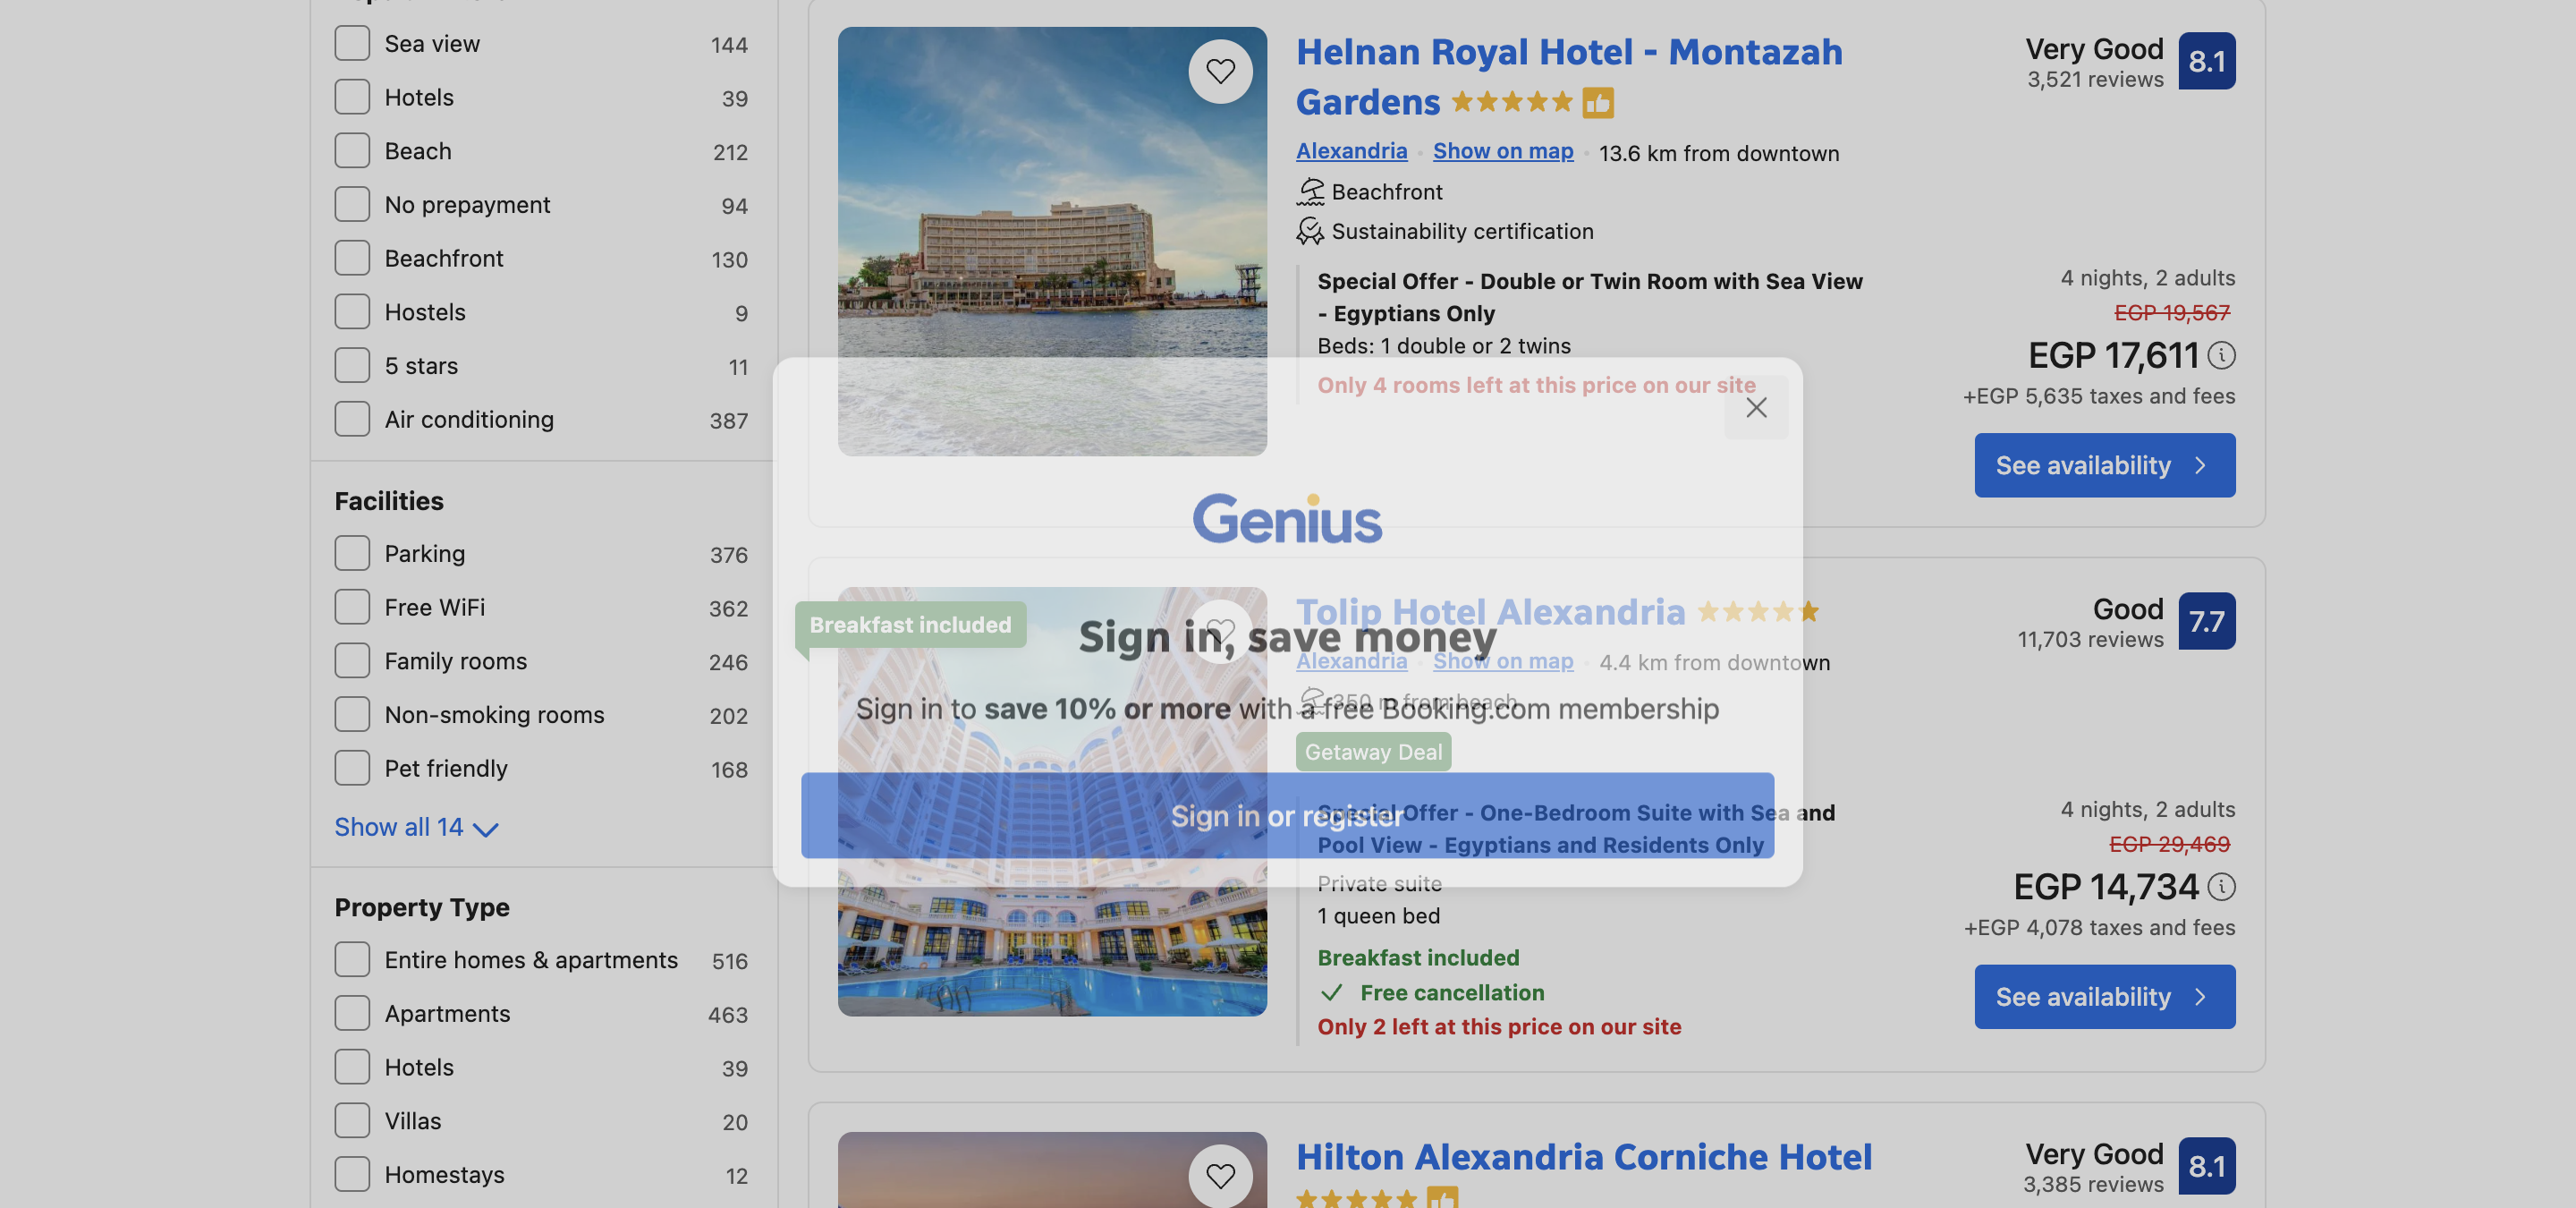 Sea view 144
Hotels 39
Beach 212
No prepayment 94
Beachfront 130
Hostels 9
5 stars 11
Air conditioning 387
Facilities
Parking 376
Free WiFi 362
Family rooms 246
Non-smoking rooms 202
Pet friendly 168
Show all 14
Property Type
Entire homes & apartments 516
Apartments 463
Hotels 39
Villas 20
Homestays 12
Helnan Royal Hotel - Montazah
Gardens
Alexandria Show on map 13.6 km from downtown
Beachfront
Sustainability certification
Special Offer - Double or Twin Room with Sea View
- Egyptians Only
Beds: 1 double or 2 twins
Only 4 rooms left at this price on our site
Very Good
3,521 reviews
8.1
4 nights, 2 adults
EGP 19,567
EGP 17,611
+EGP 5,635 taxes and fees
See availability
Genius
Sign in, save money
Sign in to save 10% or more with a free Booking.com membership
Sign in or register
Breakfast included
Tolip Hotel Alexandria
Alexandria Show on map 4.4 km from downtown
350 m from beach
Getaway Deal
Special Offer - One-Bedroom Suite with Sea and
Pool View - Egyptians and Residents Only
Private suite
1 queen bed
Breakfast included
Free cancellation
Only 2 left at this price on our site
Good
11,703 reviews
7.7
4 nights, 2 adults
EGP 29,469
EGP 14,734
+EGP 4,078 taxes and fees
See availability
Hilton Alexandria Corniche Hotel
Very Good
3,385 reviews
8.1